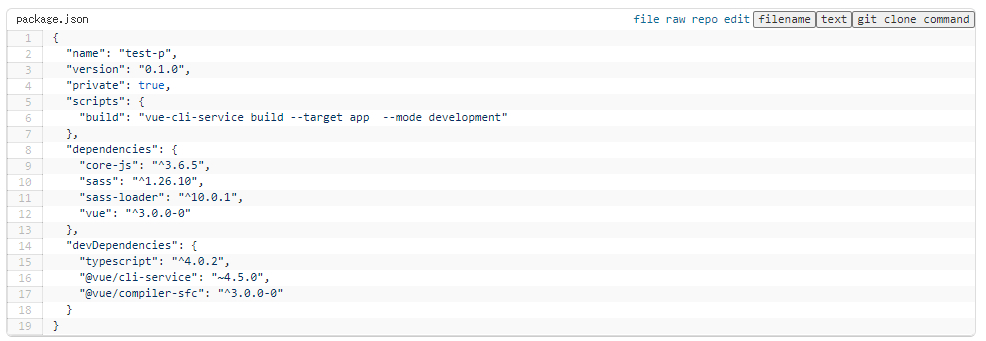 package.json file raw repo edit filename text git clone command
1 {
2   "name": "test-p",
3   "version": "0.1.0",
4   "private": true,
5   "scripts": {
6     "build": "vue-cli-service build --target app  --mode development"
7   },
8   "dependencies": {
9     "core-js": "^3.6.5",
10     "sass": "^1.26.10",
11     "sass-loader": "^10.0.1",
12     "vue": "^3.0.0-0"
13   },
14   "devDependencies": {
15     "typescript": "^4.0.2",
16     "@vue/cli-service": "~4.5.0",
17     "@vue/compiler-sfc": "^3.0.0-0"
18   }
19 }